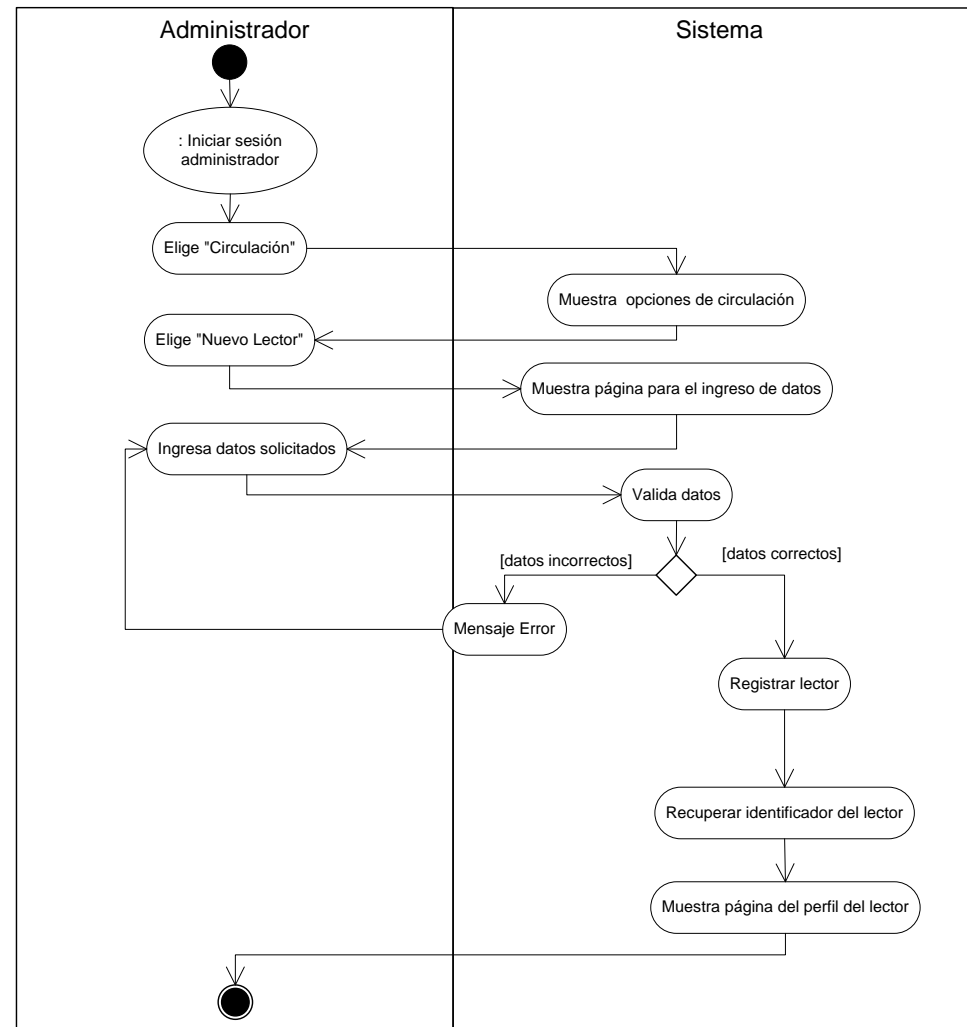 Administrador
Sistema
: Iniciar sesión
administrador
Elige "Circulación"
Muestra  opciones de circulación
Elige "Nuevo Lector"
Muestra página para el ingreso de datos
Ingresa datos solicitados
Valida datos
[datos incorrectos]
[datos correctos]
Mensaje Error
Registrar lector
Recuperar identificador del lector
Muestra página del perfil del lector